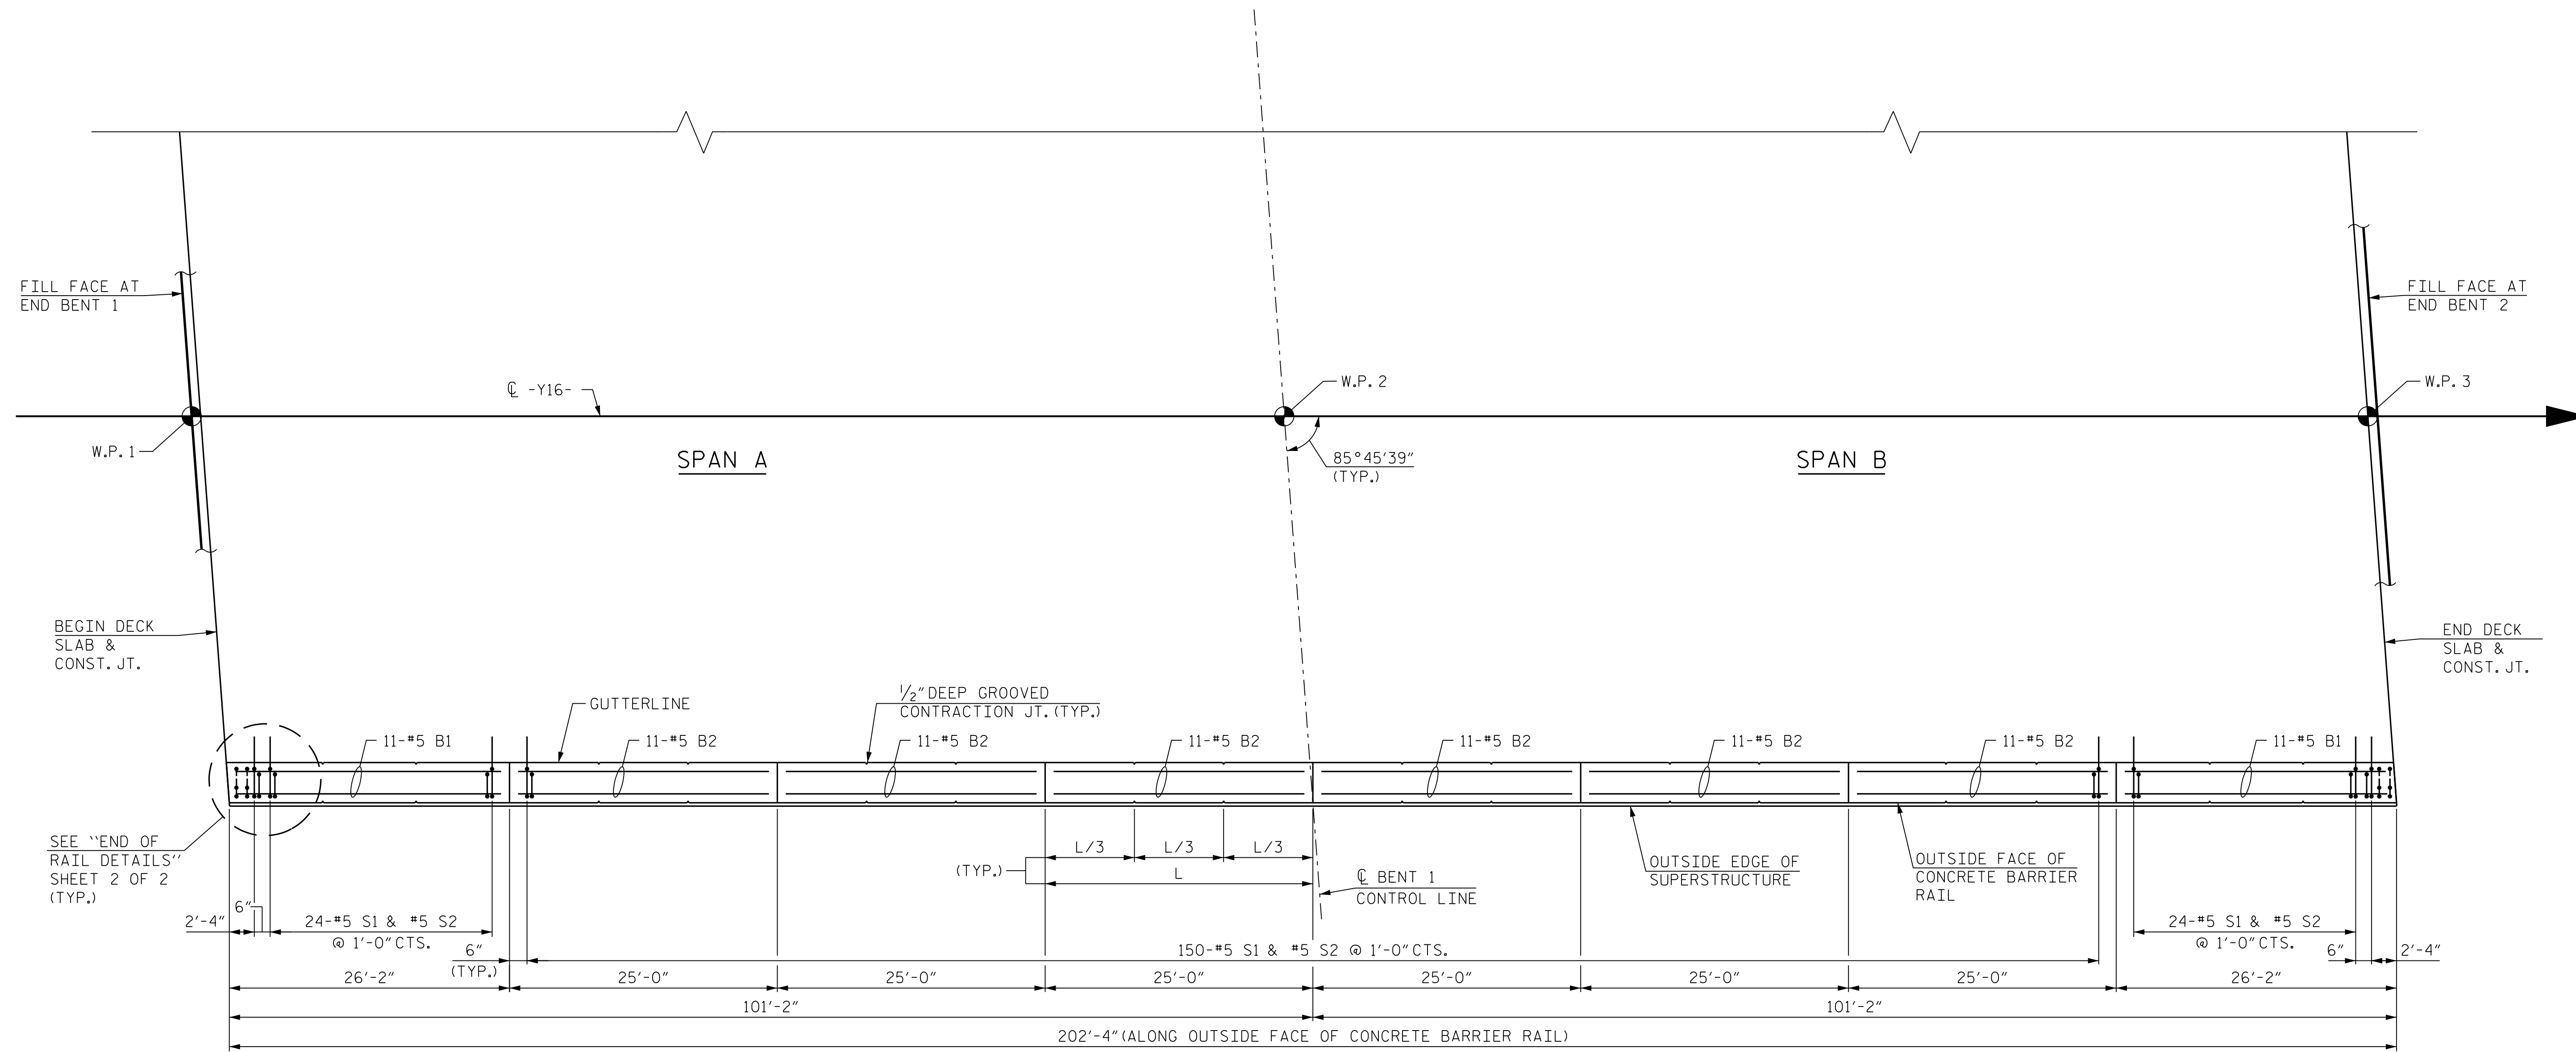 FILL FACE AT
END BENT 1
FILL FACE AT
END BENT 2
℄ -Y16-
W.P. 2
W.P. 3
W.P. 1
SPAN A
85°45'39"
(TYP.)
SPAN B
BEGIN DECK
SLAB &
CONST. JT.
END DECK
SLAB &
CONST. JT.
GUTTERLINE
1/2" DEEP GROOVED
CONTRACTION JT. (TYP.)
11-#5 B1
11-#5 B2
11-#5 B2
11-#5 B2
11-#5 B2
11-#5 B2
11-#5 B2
11-#5 B1
SEE "END OF
RAIL DETAILS"
SHEET 2 OF 2
(TYP.)
L/3
L/3
L/3
(TYP.)
L
℄ BENT 1
CONTROL LINE
OUTSIDE EDGE OF
SUPERSTRUCTURE
OUTSIDE FACE OF
CONCRETE BARRIER
RAIL
2'-4"
6"
24-#5 S1 & #5 S2
@ 1'-0" CTS.
6"
(TYP.)
150-#5 S1 & #5 S2 @ 1'-0" CTS.
24-#5 S1 & #5 S2
@ 1'-0" CTS.
6"
2'-4"
26'-2"
25'-0"
25'-0"
25'-0"
25'-0"
25'-0"
25'-0"
26'-2"
101'-2"
101'-2"
202'-4" (ALONG OUTSIDE FACE OF CONCRETE BARRIER RAIL)